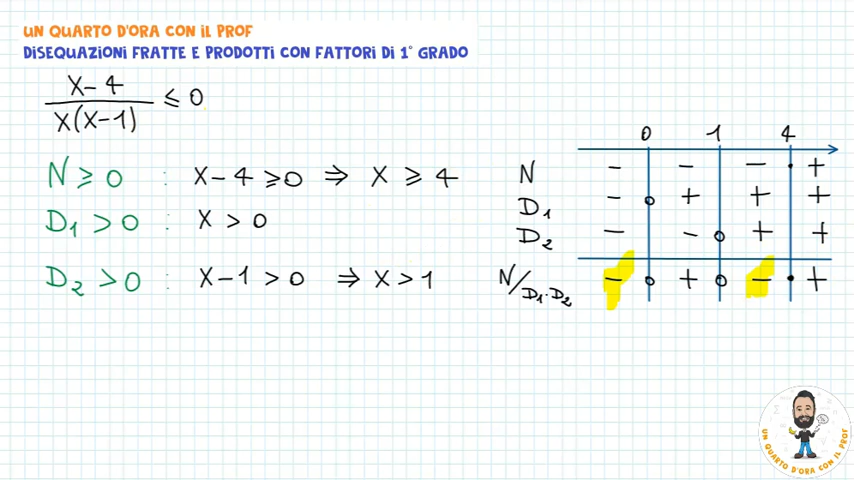 UN QUARTO D'ORA CON IL PROF
DISEQUAZIONI FRATTE E PRODOTTI CON FATTORI DI 1° GRADO
x-4
x(x-1) ≤ 0
N ≥ 0 : x-4 ≥ 0 ⇒ x ≥ 4
D₁ > 0 : x > 0
D₂ > 0 : x-1 > 0 ⇒ x > 1
0 1 4
N - - - +
D₁ - + + +
D₂ - - + +
N/D₁·D₂ - + - +
UN QUARTO D'ORA CON IL PROF